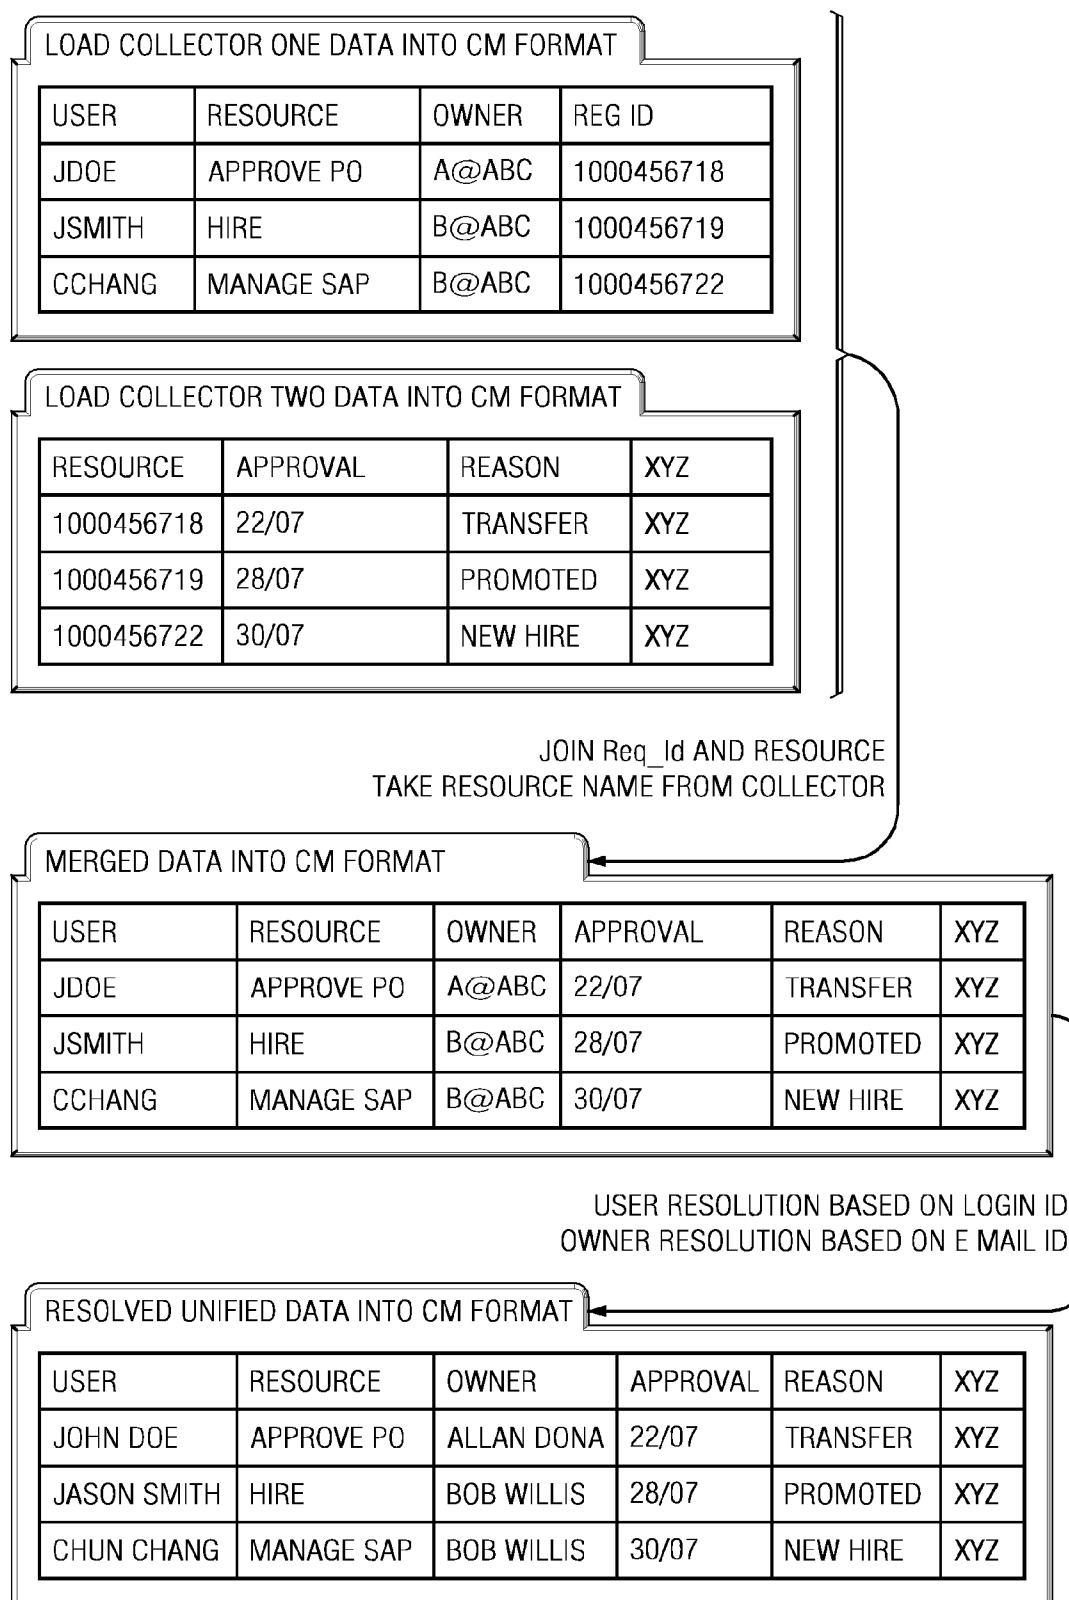 LOAD COLLECTOR ONE DATA INTO CM FORMAT
USER RESOURCE OWNER REG ID
JDOE APPROVE PO A@ABC 1000456718
JSMITH HIRE B@ABC 1000456719
CCHANG MANAGE SAP B@ABC 1000456722
LOAD COLLECTOR TWO DATA INTO CM FORMAT
RESOURCE APPROVAL REASON XYZ
1000456718 22/07 TRANSFER XYZ
1000456719 28/07 PROMOTED XYZ
1000456722 30/07 NEW HIRE XYZ
JOIN Req_Id AND RESOURCE
TAKE RESOURCE NAME FROM COLLECTOR
MERGED DATA INTO CM FORMAT
USER RESOURCE OWNER APPROVAL REASON XYZ
JDOE APPROVE PO A@ABC 22/07 TRANSFER XYZ
JSMITH HIRE B@ABC 28/07 PROMOTED XYZ
CCHANG MANAGE SAP B@ABC 30/07 NEW HIRE XYZ
USER RESOLUTION BASED ON LOGIN ID
OWNER RESOLUTION BASED ON E MAIL ID
RESOLVED UNIFIED DATA INTO CM FORMAT
USER RESOURCE OWNER APPROVAL REASON XYZ
JOHN DOE APPROVE PO ALLAN DONA 22/07 TRANSFER XYZ
JASON SMITH HIRE BOB WILLIS 28/07 PROMOTED XYZ
CHUN CHANG MANAGE SAP BOB WILLIS 30/07 NEW HIRE XYZ